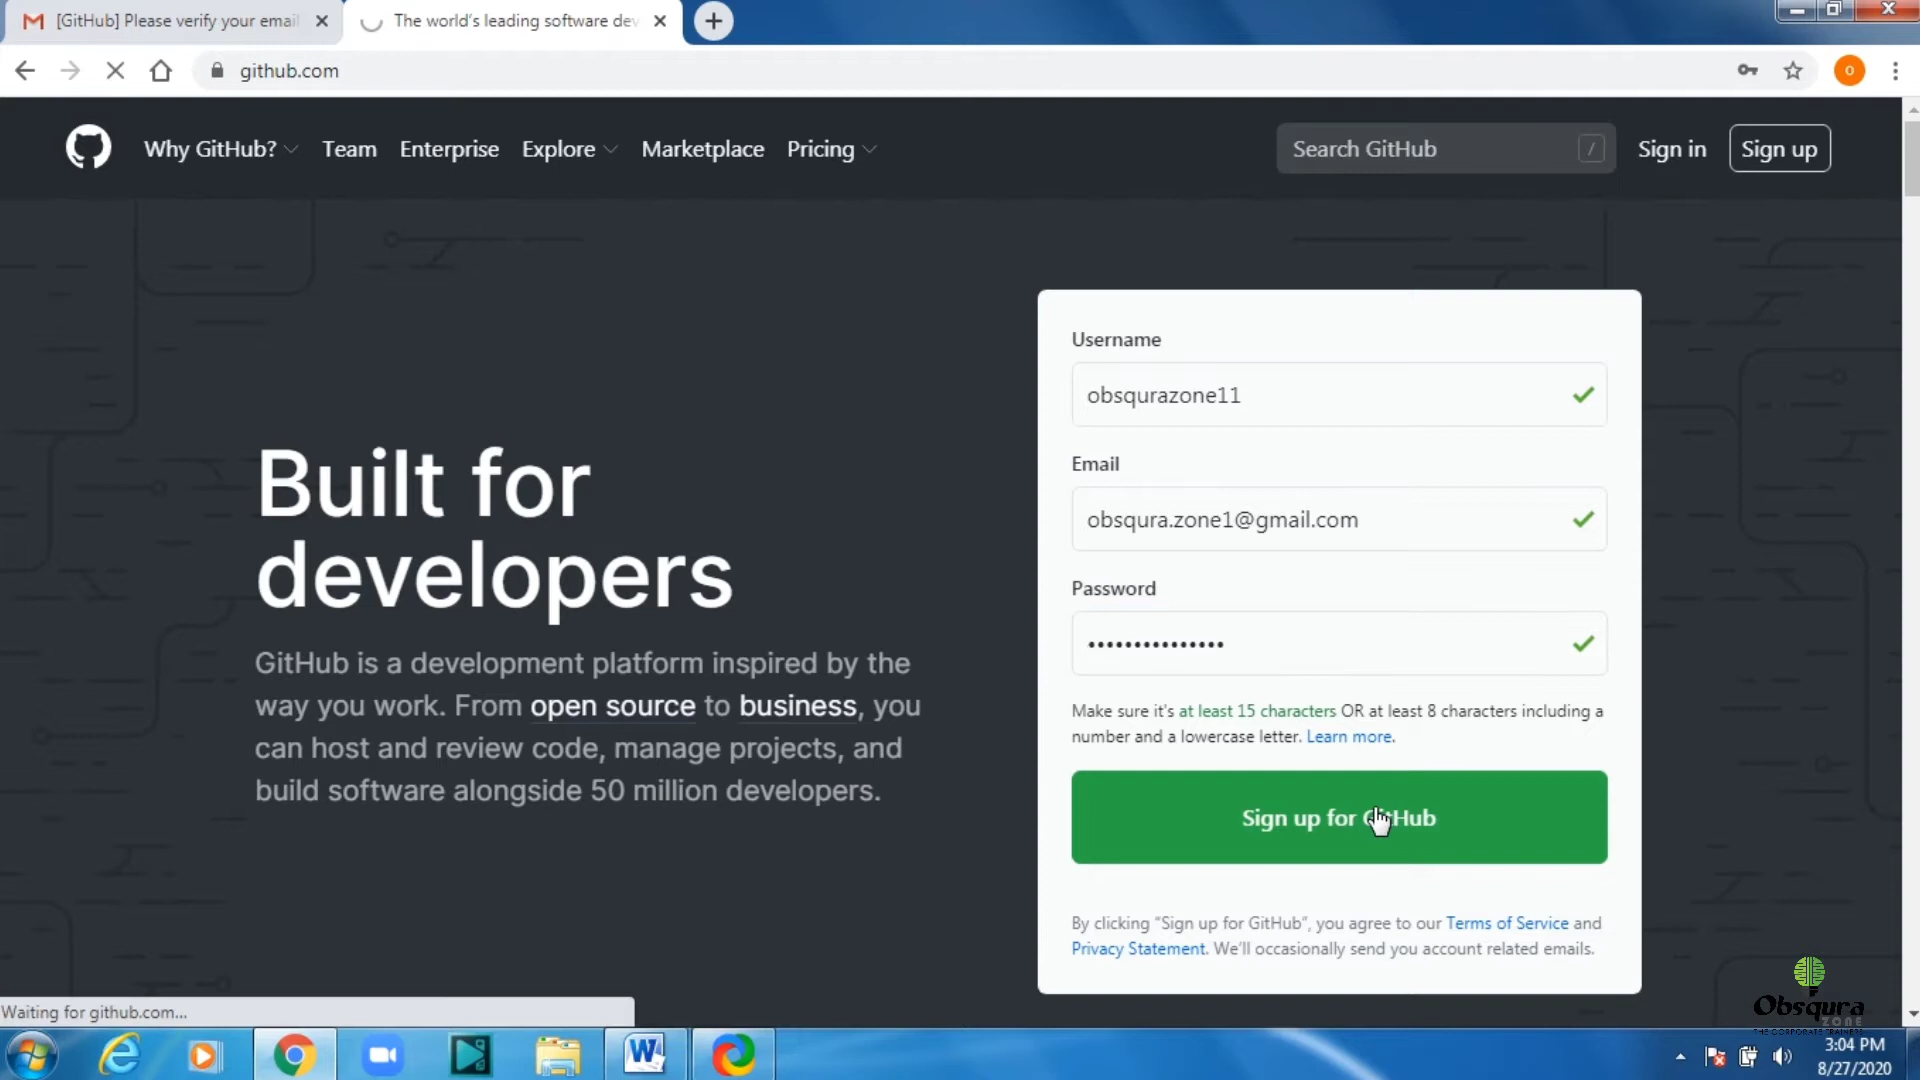 [GitHub] Please verify your email
The world's leading software dev
github.com
o
Why GitHub?
Team
Enterprise
Explore
Marketplace
Pricing
Search GitHub
/
Sign in
Sign up
Username
obsqurazone11
Email
obsqura.zone1@gmail.com
Password
•••••••••••••••
Make sure it's at least 15 characters OR at least 8 characters including a
number and a lowercase letter. Learn more.
Sign up for GitHub
By clicking “Sign up for GitHub”, you agree to our Terms of Service and
Privacy Statement. We'll occasionally send you account related emails.
Built for
developers
GitHub is a development platform inspired by the
way you work. From open source to business, you
can host and review code, manage projects, and
build software alongside 50 million developers.
Waiting for github.com...
Obsqura
ZONE
THE CORPORATE TRAINERS
W
3:04 PM
8/27/2020